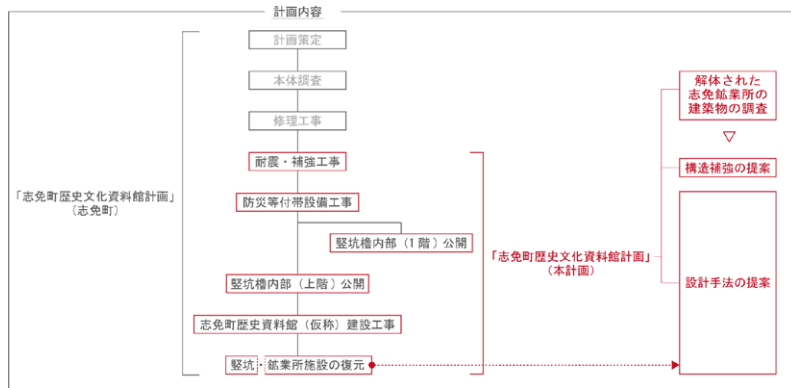 計画内容
計画策定
本体調査
修理工事
耐震・補強工事
防災等付帯設備工事
竪坑櫓内部（1階）公開
竪坑櫓内部（上階）公開
志免町歴史資料館（仮称）建設工事
竪坑・鉱業所施設の復元
「志免町歴史文化資料館計画」
（志免町）
「志免町歴史文化資料館計画」
（本計画）
解体された
志免鉱業所の
建築物の調査
構造補強の提案
設計手法の提案